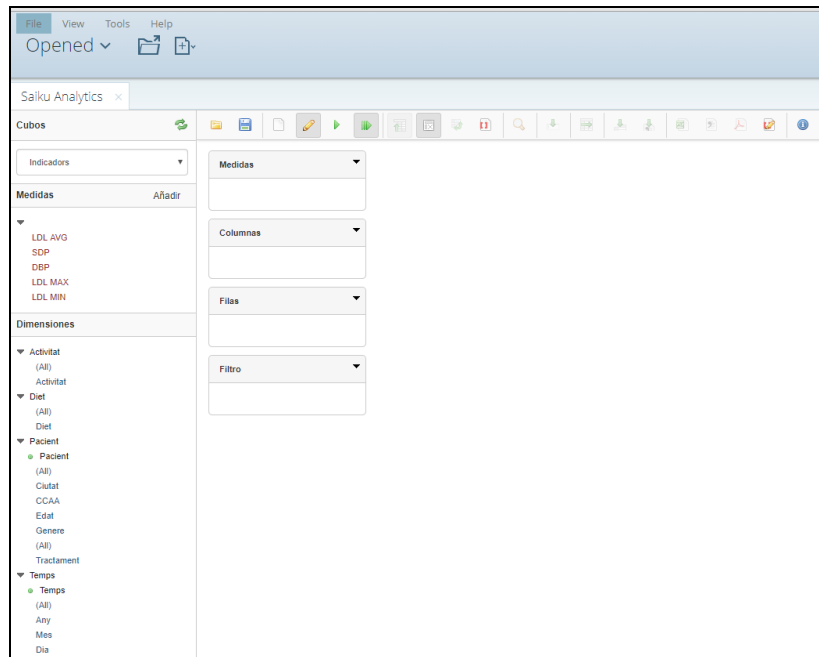 File View Tools Help
Opened
Saiku Analytics ×
Cubos
Indicadors
Medidas Añadir
LDL AVG
SDP
DBP
LDL MAX
LDL MIN
Dimensiones
Activitat
(All)
Activitat
Diet
(All)
Diet
Pacient
Pacient
(All)
Ciutat
CCAA
Edat
Genere
(All)
Tractament
Temps
Temps
(All)
Any
Mes
Dia
Medidas
Columnas
Filas
Filtro